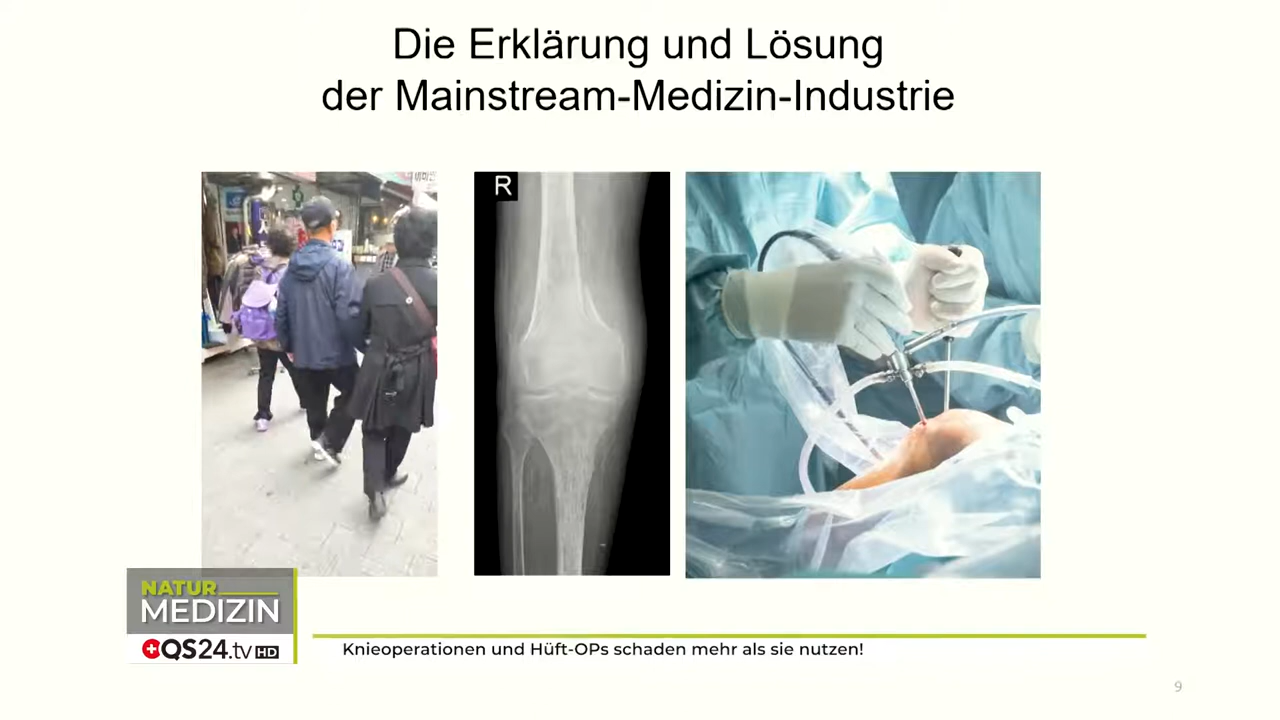 Die Erklärung und Lösung
der Mainstream-Medizin-Industrie
R
NATUR
MEDIZIN
QS24.tv HD
Knieoperationen und Hüft-OPs schaden mehr als sie nutzen!
9